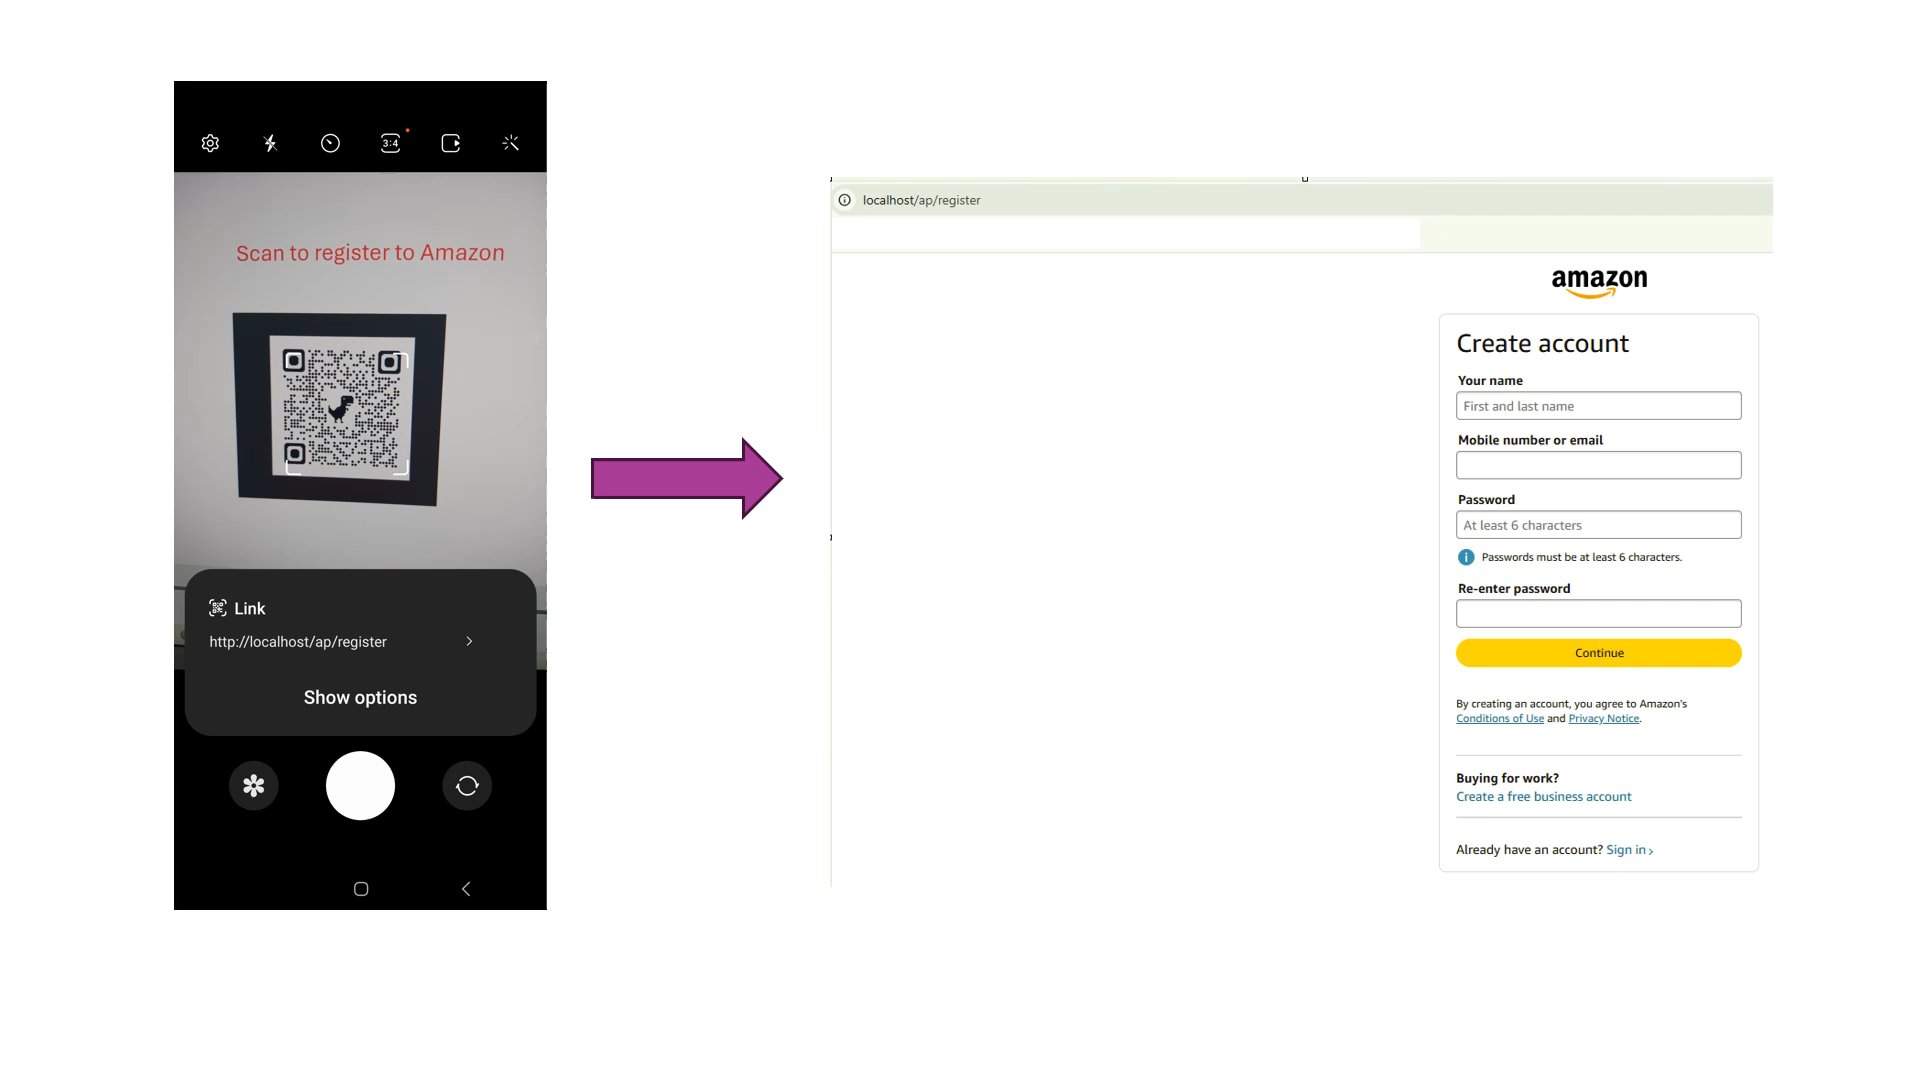 3:4
Scan to register to Amazon
Link
http://localhost/ap/register
Show options
localhost/ap/register
amazon
Create account
Your name
First and last name
Mobile number or email
Password
At least 6 characters
Passwords must be at least 6 characters.
Re-enter password
Continue
By creating an account, you agree to Amazon's
Conditions of Use and Privacy Notice.
Buying for work?
Create a free business account
Already have an account? Sign in ›